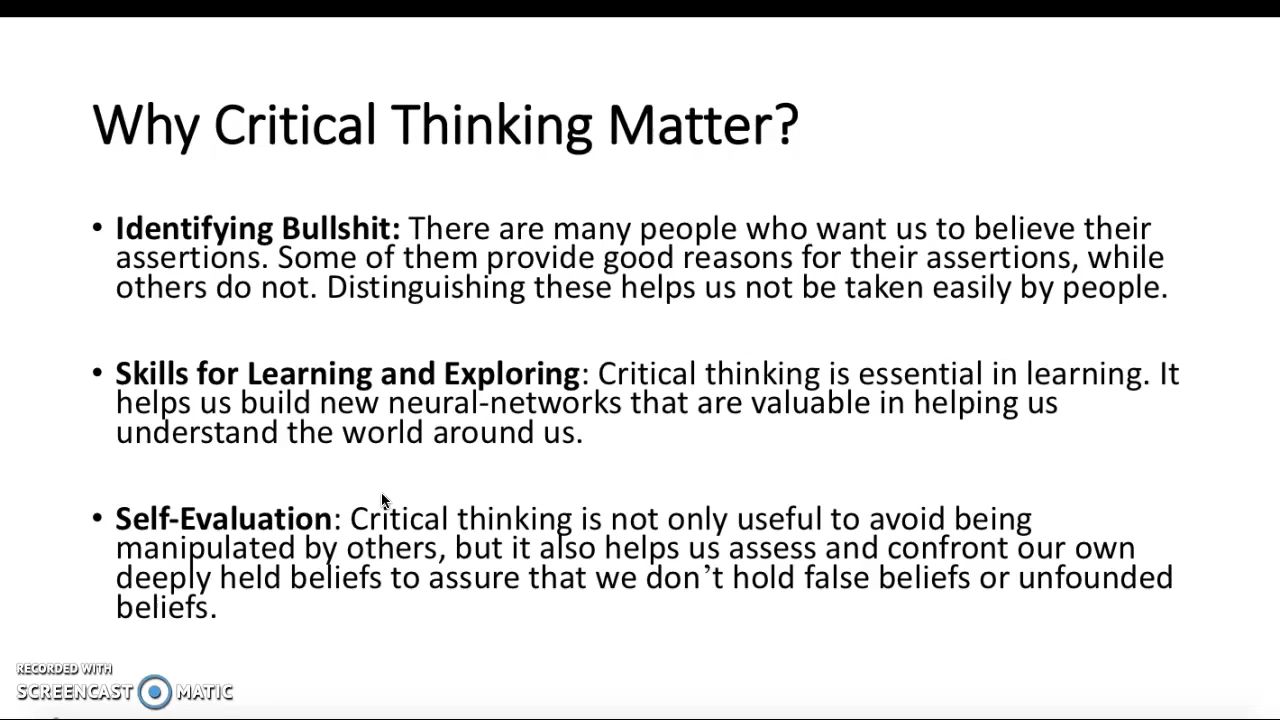 Why Critical Thinking Matter?
• Identifying Bullshit: There are many people who want us to believe their
assertions. Some of them provide good reasons for their assertions, while
others do not. Distinguishing these helps us not be taken easily by people.
• Skills for Learning and Exploring: Critical thinking is essential in learning. It
helps us build new neural-networks that are valuable in helping us
understand the world around us.
• Self-Evaluation: Critical thinking is not only useful to avoid being
manipulated by others, but it also helps us assess and confront our own
deeply held beliefs to assure that we don’t hold false beliefs or unfounded
beliefs.
RECORDED WITH
SCREENCAST MATIC